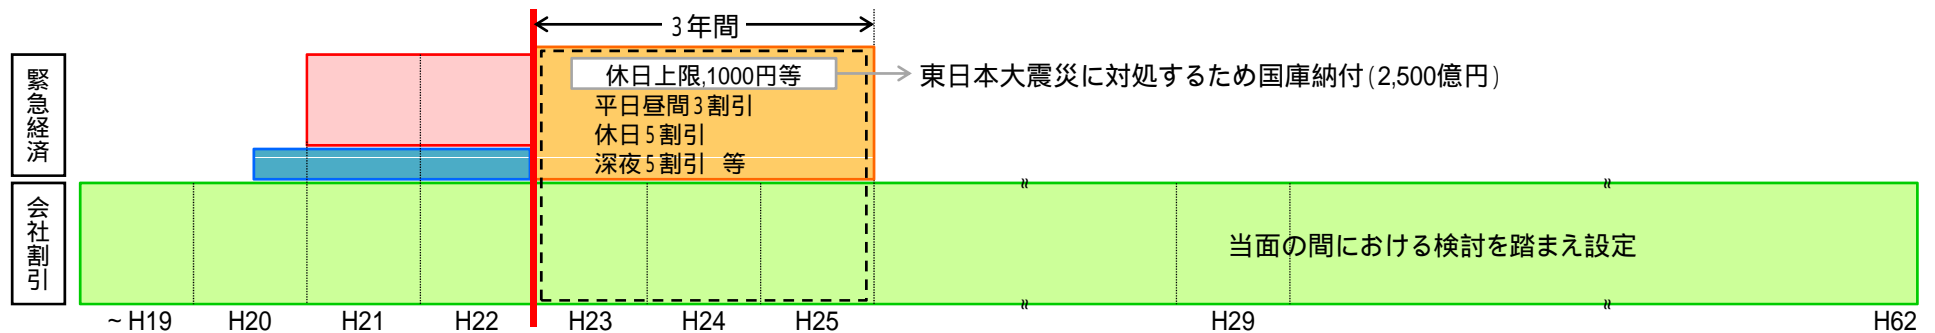 3年間
緊急経済
休日上限,1000円等
東日本大震災に対処するため国庫納付(2,500億円)
平日昼間3割引
休日5割引
深夜5割引 等
会社割引
当面の間における検討を踏まえ設定
~H19 H20 H21 H22 H23 H24 H25 H29 H62